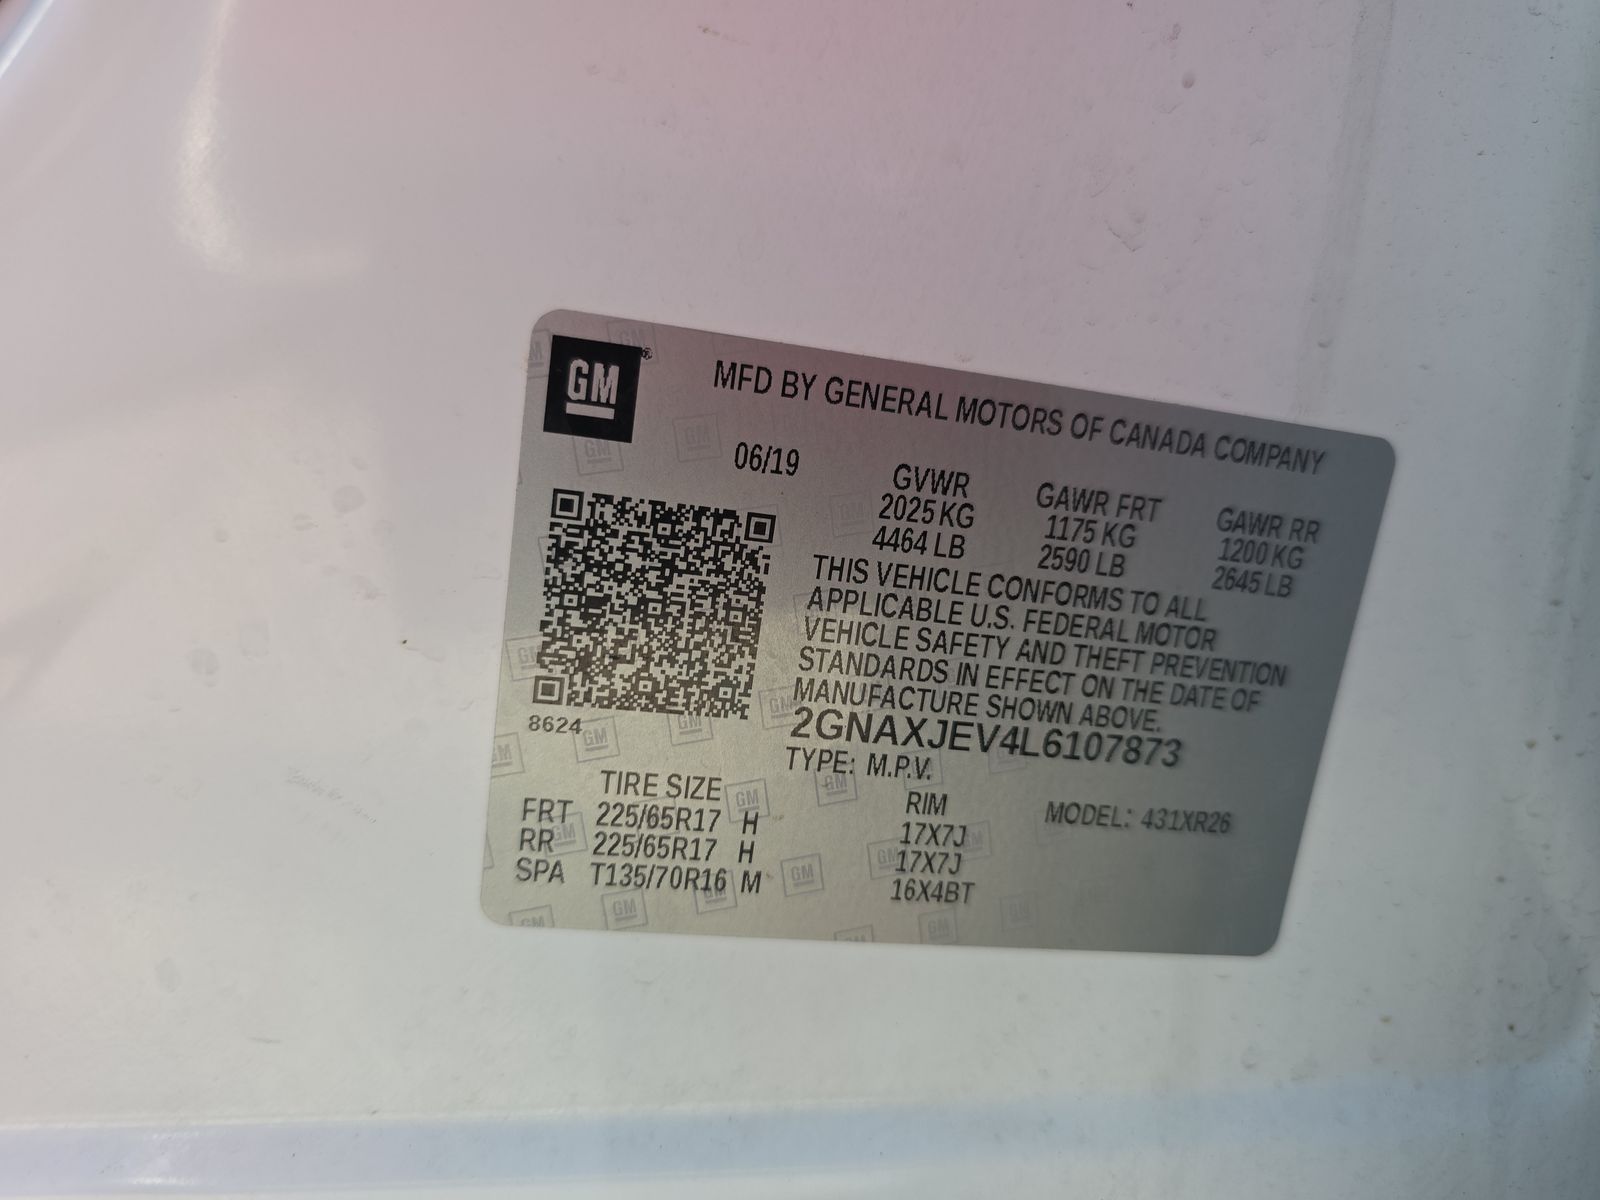 GM
MFD BY GENERAL MOTORS OF CANADA COMPANY
06/19
GVWR GAWR FRT GAWR RR
2025 KG 1175 KG 1200 KG
4464 LB 2590 LB 2645 LB
THIS VEHICLE CONFORMS TO ALL
APPLICABLE U.S. FEDERAL MOTOR
VEHICLE SAFETY AND THEFT PREVENTION
STANDARDS IN EFFECT ON THE DATE OF
MANUFACTURE SHOWN ABOVE.
8624
2GNAXJEV4L6107873
TYPE: M.P.V.
MODEL: 431XR26
TIRE SIZE RIM
FRT 225/65R17 H 17X7J
RR 225/65R17 H 17X7J
SPA T135/70R16 M 16X4BT